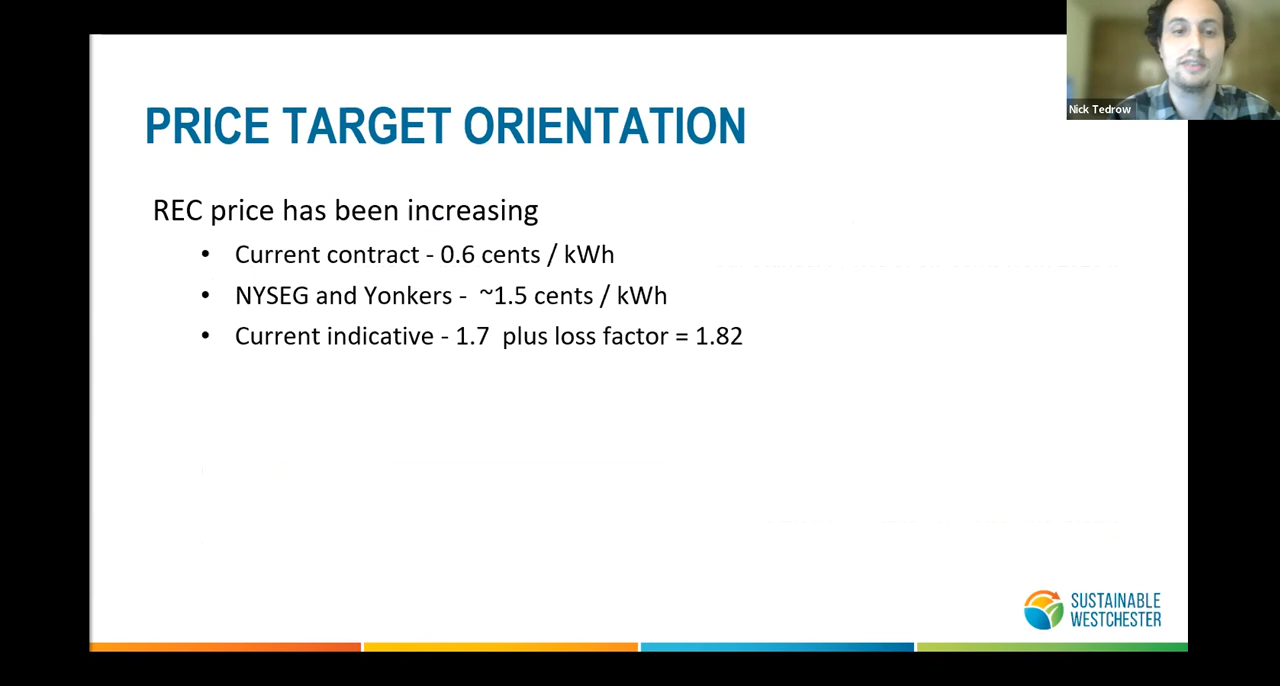 Nick Tedrow
PRICE TARGET ORIENTATION
REC price has been increasing
• Current contract - 0.6 cents / kWh
• NYSEG and Yonkers - ~1.5 cents / kWh
• Current indicative - 1.7 plus loss factor = 1.82
SUSTAINABLE
WESTCHESTER